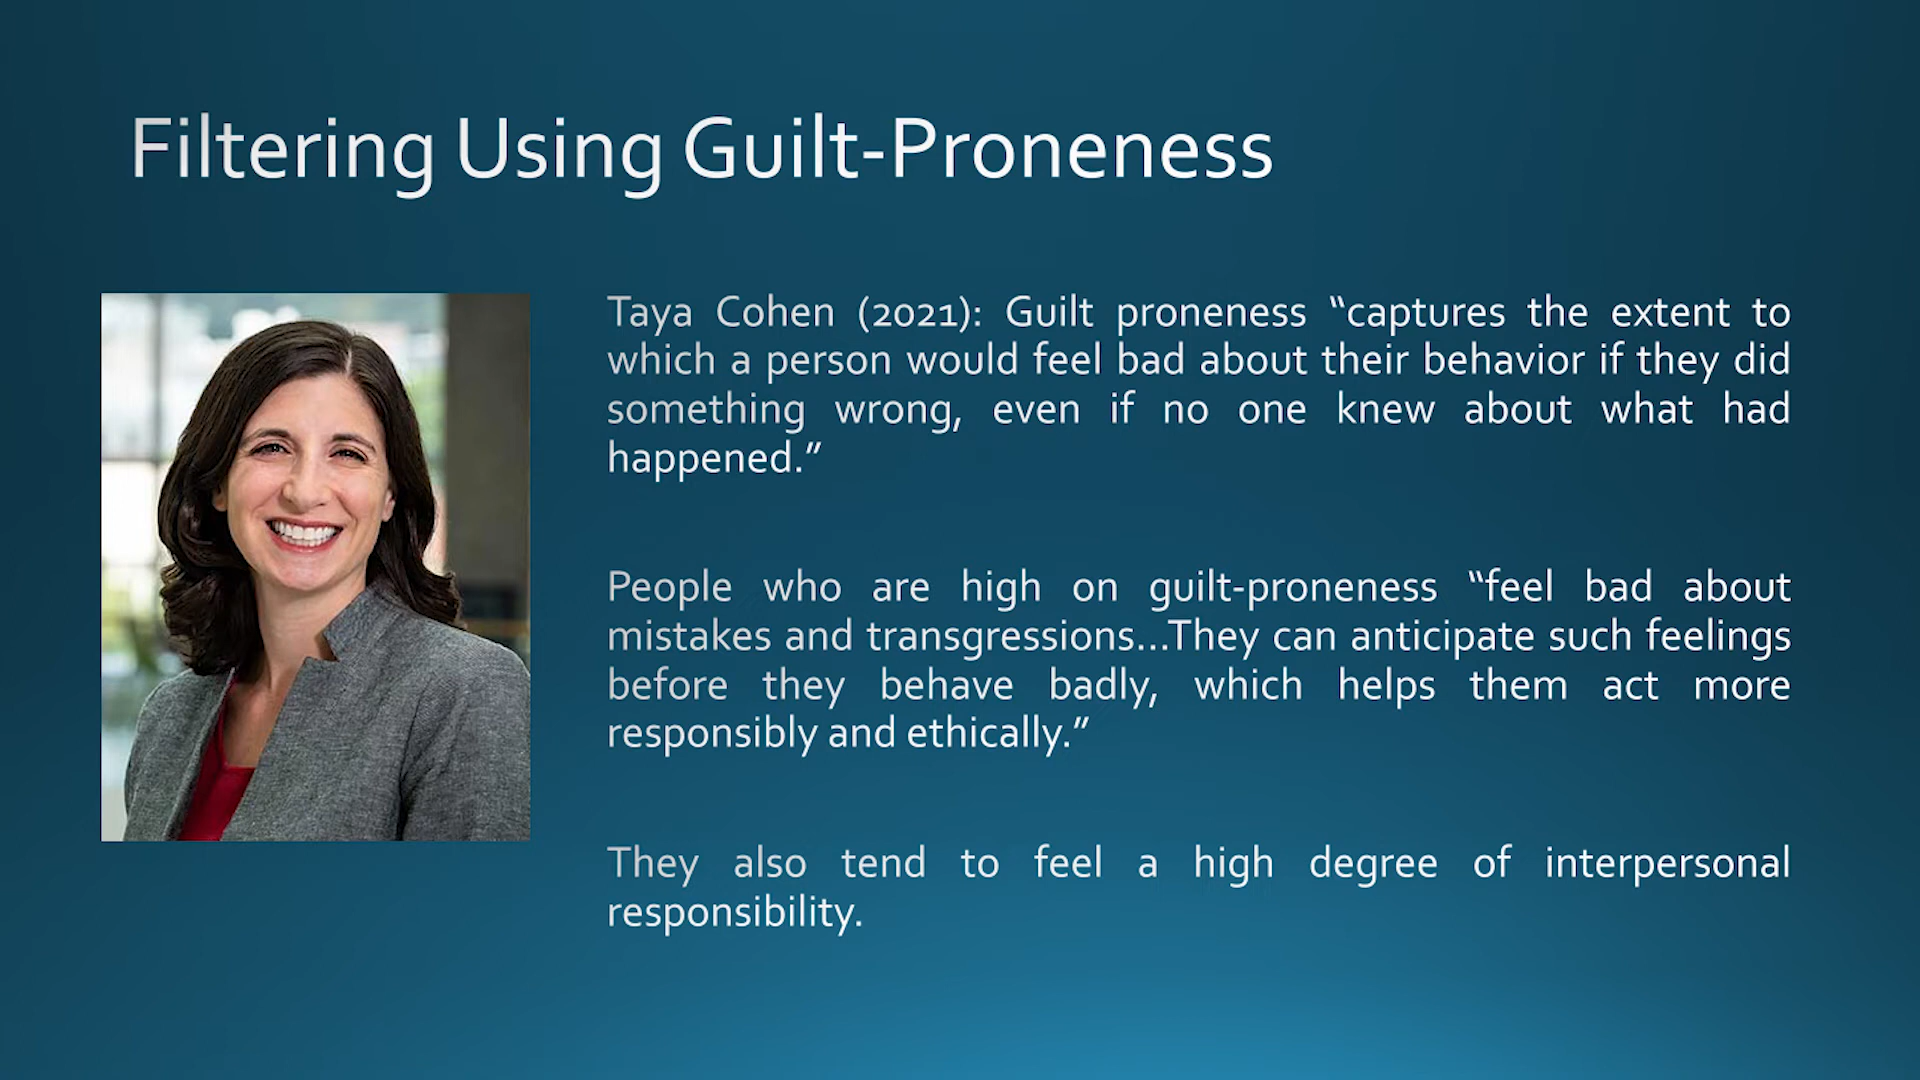 Filtering Using Guilt-Proneness
Taya Cohen (2021): Guilt proneness “captures the extent to
which a person would feel bad about their behavior if they did
something wrong, even if no one knew about what had
happened.”
People who are high on guilt-proneness “feel bad about
mistakes and transgressions…They can anticipate such feelings
before they behave badly, which helps them act more
responsibly and ethically.”
They also tend to feel a high degree of interpersonal
responsibility.